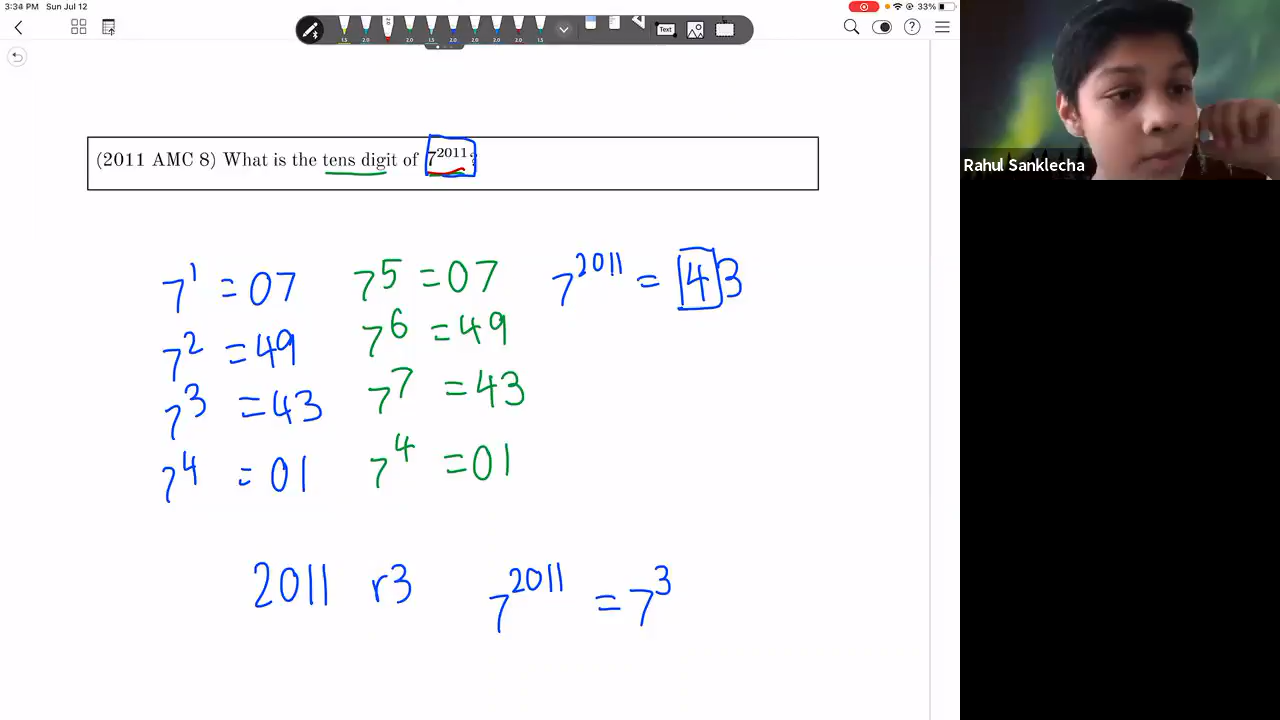 3:34 PM Sun Jul 12
33%
Text
(2011 AMC 8) What is the tens digit of 7^2011?
Rahul Sanklecha
7^1 = 07 7^5 = 07 7^2011 = 43
7^2 = 49 7^6 = 49
7^3 = 43 7^7 = 43
7^4 = 01 7^4 = 01
2011 r3 7^2011 = 7^3